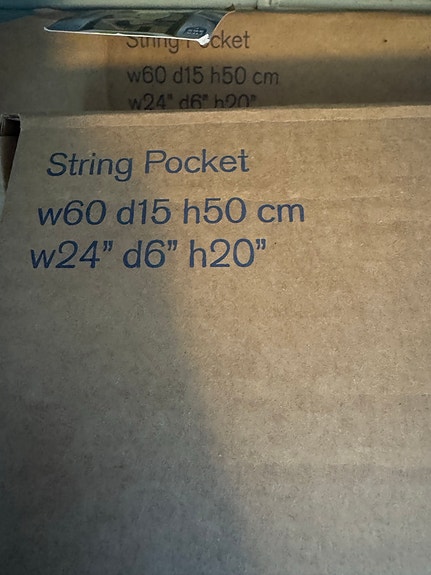 String Pocket
w60 d15 h50 cm
w24" d6" h20"
String Pocket
w60 d15 h50 cm
w24” d6” h20”